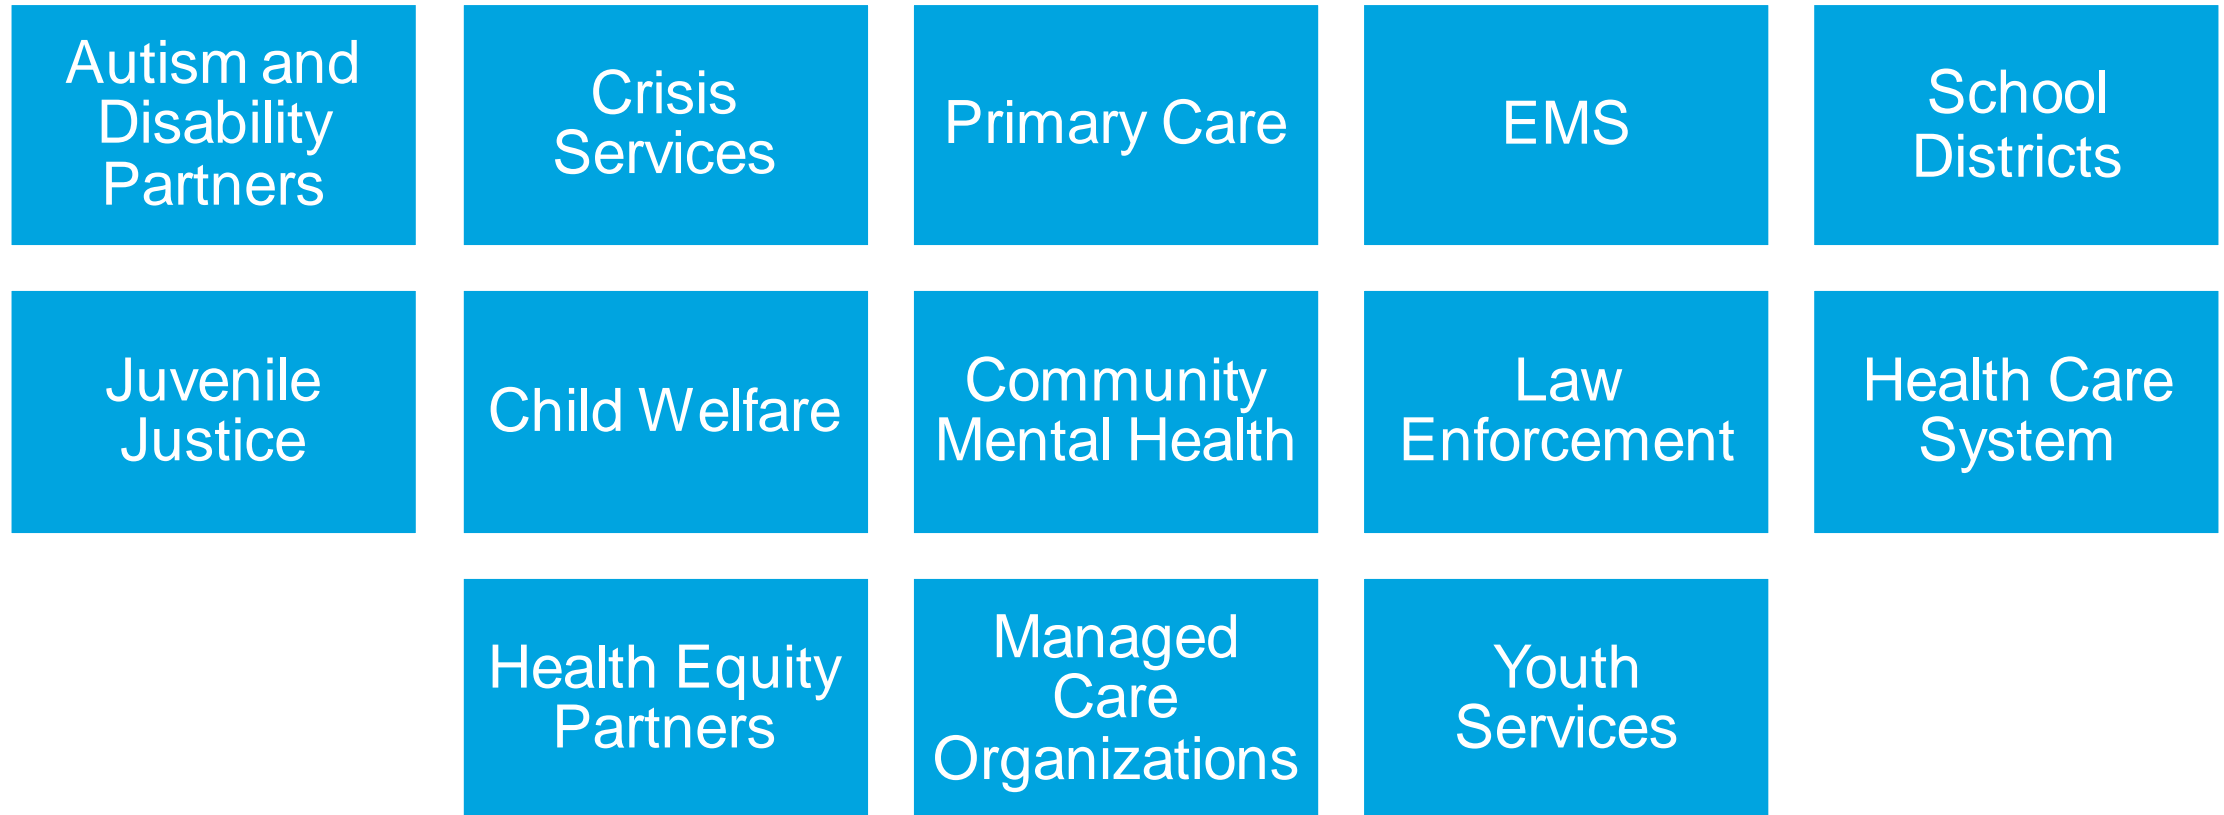 Autism and
Disability
Partners
Crisis
Services
Primary Care
EMS
School
Districts
Juvenile
Justice
Child Welfare
Community
Mental Health
Law
Enforcement
Health Care
System
Health Equity
Partners
Managed
Care
Organizations
Youth
Services